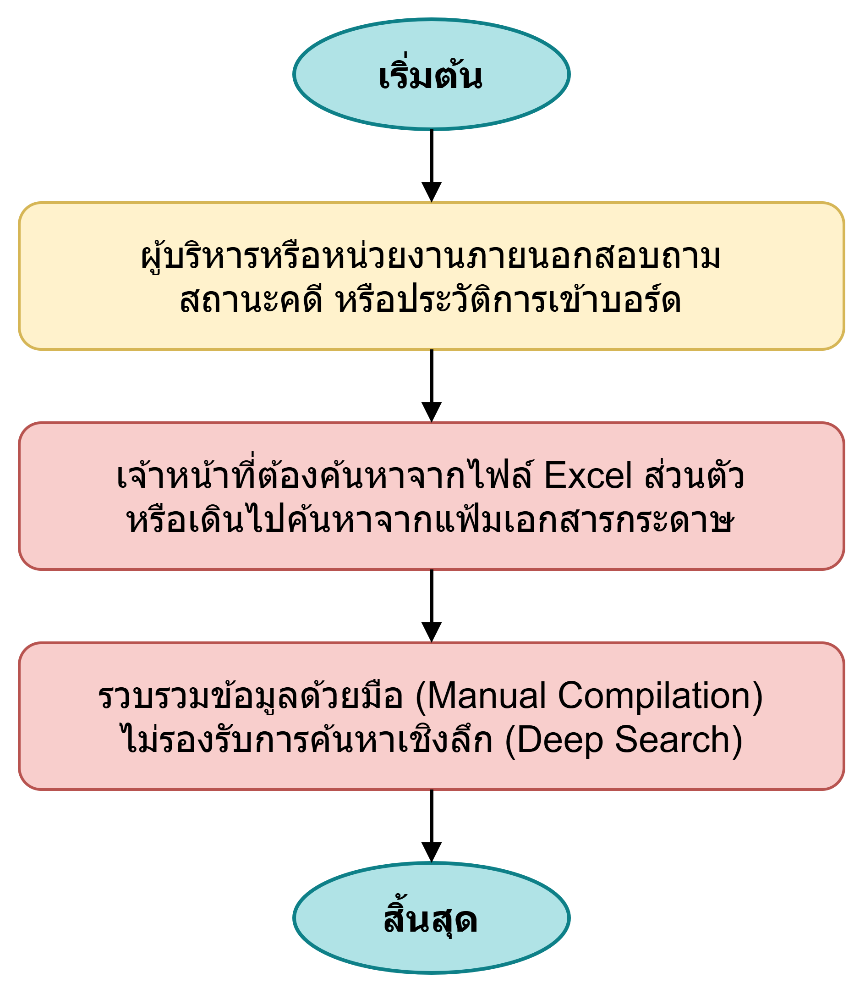 เริ่มต้น
ผู้บริหารหรือหน่วยงานภายนอกสอบถาม
สถานะคดี หรือประวัติการเข้าบอร์ด
เจ้าหน้าที่ต้องค้นหาจากไฟล์ Excel ส่วนตัว
หรือเดินไปค้นหาจากแฟ้มเอกสารกระดาษ
รวบรวมข้อมูลด้วยมือ (Manual Compilation)
ไม่รองรับการค้นหาเชิงลึก (Deep Search)
สิ้นสุด